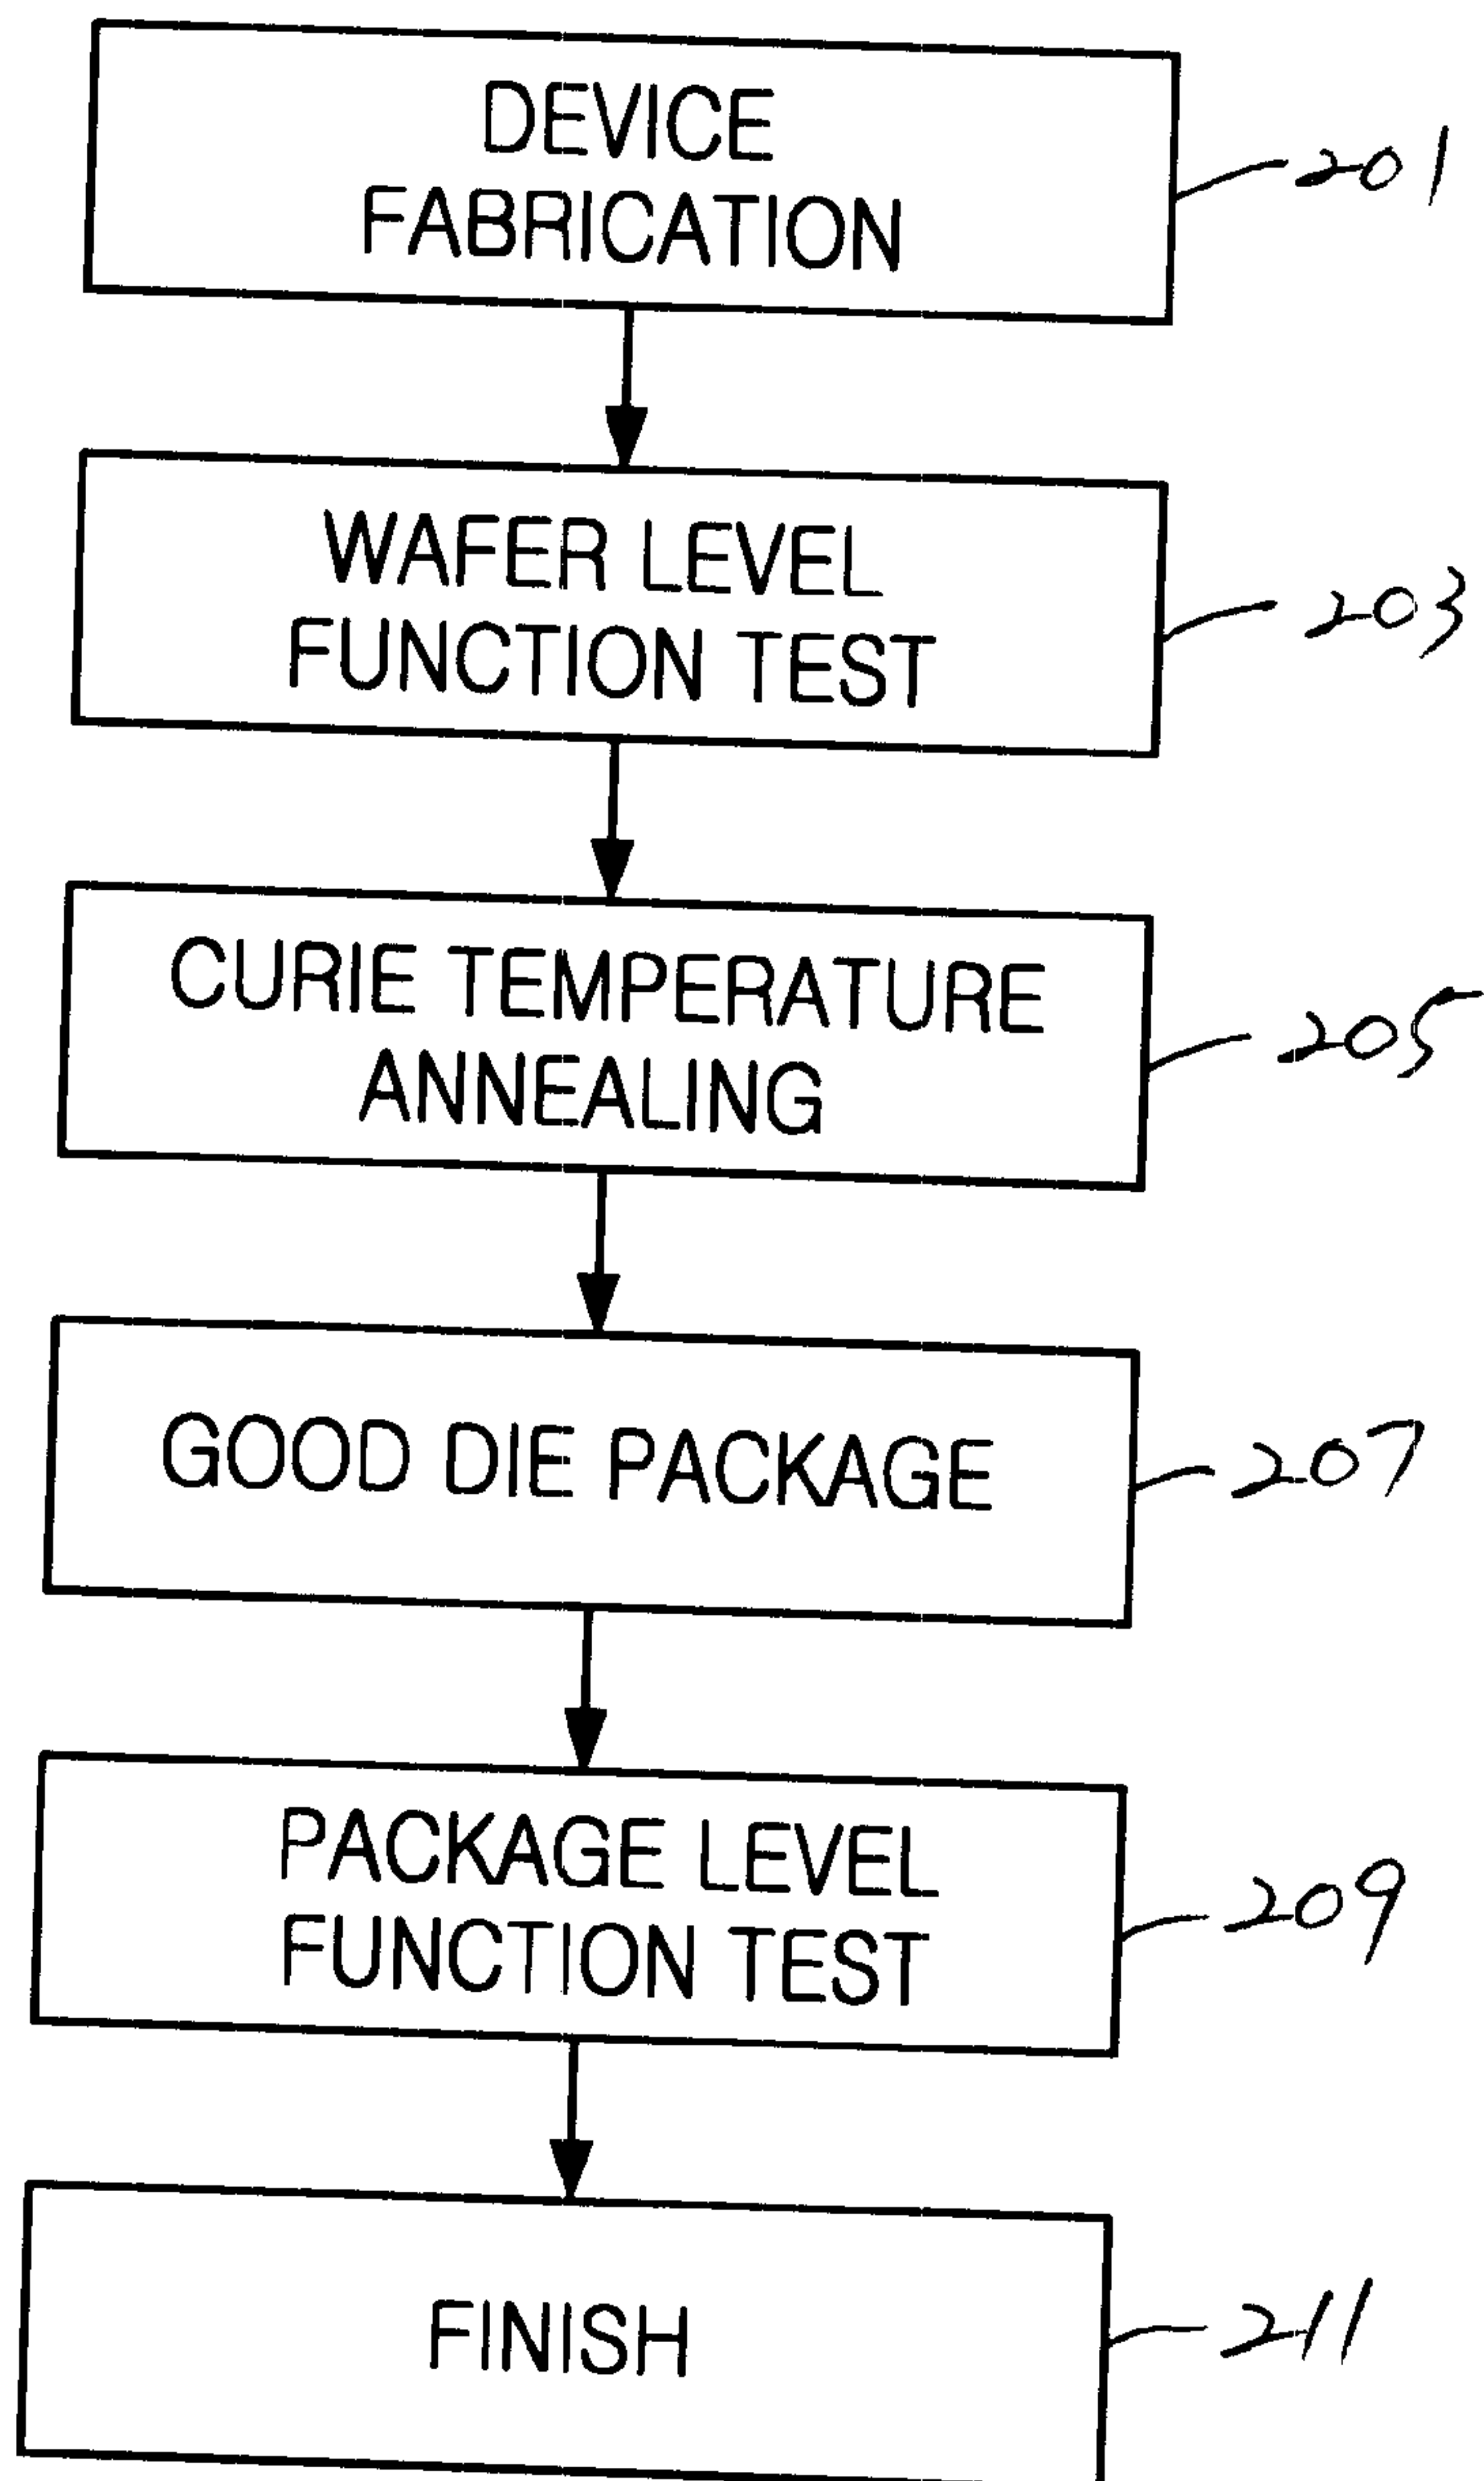 DEVICE
FABRICATION
201
WAFER LEVEL
FUNCTION TEST
203
CURIE TEMPERATURE
ANNEALING
205
GOOD DIE PACKAGE
207
PACKAGE LEVEL
FUNCTION TEST
209
FINISH
211